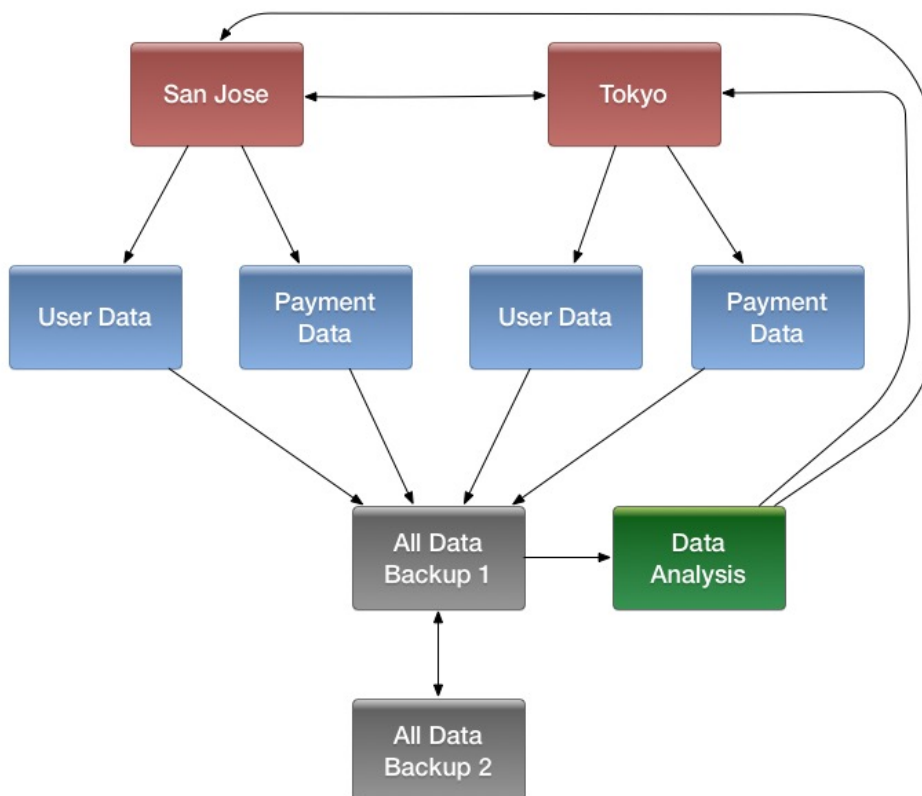 San Jose
Tokyo
User Data
Payment
Data
User Data
Payment
Data
All Data
Backup 1
Data
Analysis
All Data
Backup 2